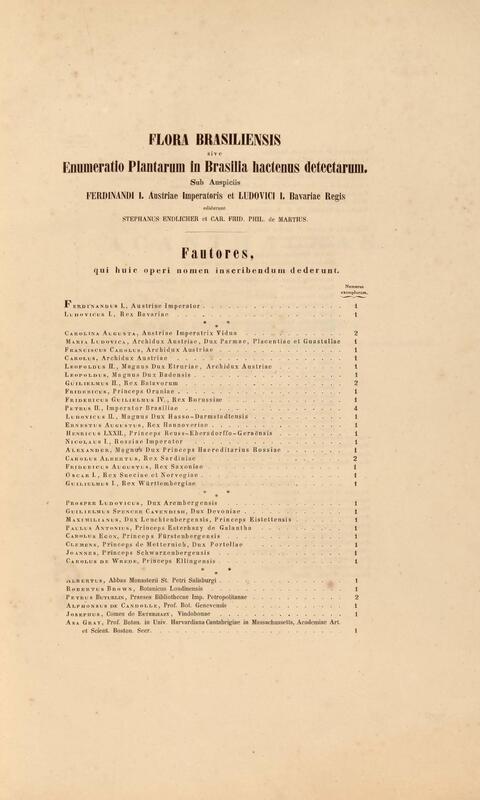 FLORA BRASILIENSIS
sive
Enumeratio Plantarum in Brasilia hactenus detectarum.
Sub Auspiciis
FERDINANDI I. Austriae Imperatoris et LUDOVICI I. Bavariae Regis
ediderunt
STEPHANUS ENDLICHER et CAR. FRID. PHIL. de MARTIUS.
Fautores,
qui huic operi nomen inscribendum dederunt.
Numerus
exemplorum.
FERDINANDUS I., Austriae Imperator . . . 1
LUDOVICUS I., Rex Bavariae . . . 1
* * *
CAROLINA AUGUSTA, Austriae Imperatrix Vidua . . . 2
MARIA LUDOVICA, Archidux Austriae, Dux Parmae, Placentiae et Guastallae 1
FRANCISCUS CAROLUS, Archidux Austriae . . . 1
CAROLUS, Archidux Austriae . . . 1
LEOPOLDUS II., Magnus Dux Etruriae, Archidux Austriae . . . 1
LEOPOLDUS, Magnus Dux Badensis . . . 1
GUILIELMUS II., Rex Batavorum . . . 2
FRIDERICUS, Princeps Oraniae . . . 1
FRIDERICUS GUILIELMUS IV., Rex Borussiae . . . 1
PETRUS II., Imperator Brasiliae . . . 4
LUDOVICUS II., Magnus Dux Hasso-Darmstadtensis . . . 1
ERNESTUS AUGUSTUS, Rex Hannoverae . . . 1
HENRICUS LXXII., Princeps Reuss-Ebersdorffo-Geraënsis . . . 1
NICOLAUS I., Rossiae Imperator . . . 1
ALEXANDER, Magnus Dux Princeps Haereditarius Rossiae . . . 1
CAROLUS ALBERTUS, Rex Sardiniae . . . 2
FRIDERICUS AUGUSTUS, Rex Saxoniae . . . 1
OSCAR I., Rex Sueciae et Norvegiae . . . 1
GUILIELMUS I., Rex Württembergiae . . . 1
* * *
PROSPER LUDOVICUS, Dux Arembergensis . . . 1
GUILIELMUS SPENCER CAVENDISH, Dux Devoniae . . . 1
MAXIMILIANUS, Dux Leuchtenbergensis, Princeps Eistettensis . . . 1
PAULUS ANTONIUS, Princeps Esterhazy de Galantha . . . 1
CAROLUS EGON, Princeps Fürstenbergensis . . . 1
CLEMENS, Princeps de Metternich, Dux Portellae . . . 1
JOANNES, Princeps Schwarzenbergensis . . . 1
CAROLUS DE WREDE, Princeps Ellingensis . . . 1
* * *
ALBERTUS, Abbas Monasterii St. Petri Salisburgi . . . 1
ROBERTUS BROWN, Botanicus Londinensis . . . 1
PETRUS BUTURLIN, Praeses Bibliothecae Imp. Petropolitanae . . . 2
ALPHONSUS DE CANDOLLE, Prof. Bot. Genevensis . . . 1
JOSEPHUS, Comes de ESTERHAZY, Vindobonae . . . 1
ASA GRAY, Prof. Botan. in Univ. Harvardiana Cantabrigiae in Massachussetts, Academiae Art.
et Scient. Boston. Secr. 1